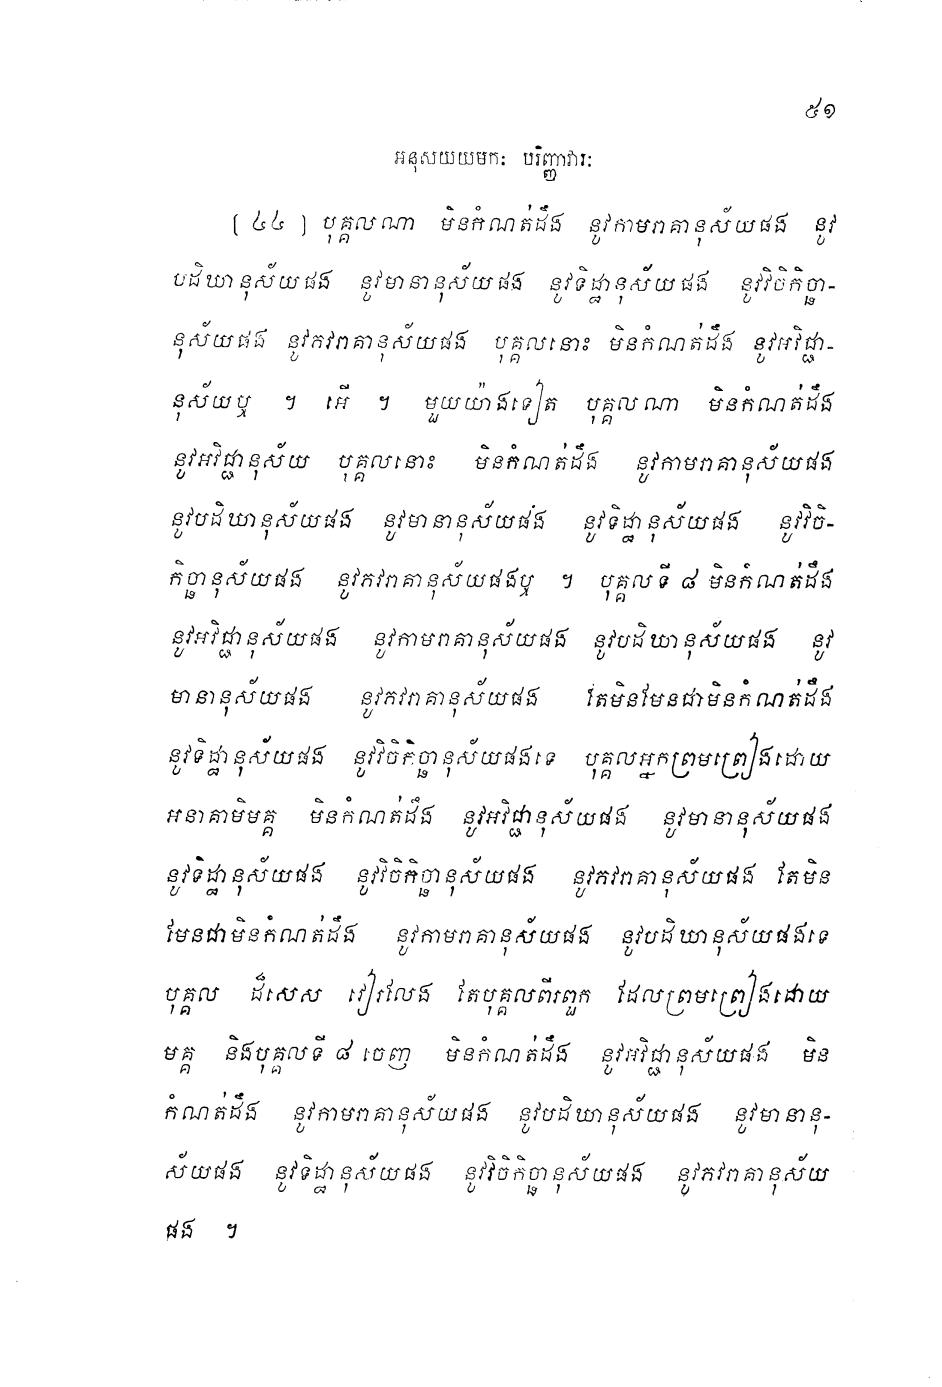 ៥១
អនុសយយមកៈ បរិញ្ញាវារៈ
[ ៤៤ ] បុគ្គលណា មិនកំណត់ដឹង នូវកាមរាគានុស័យផង នូវ
បដិឃានុស័យផង នូវមានានុស័យផង នូវទិដ្ឋានុស័យផង នូវវិចិកិច្ឆា-
នុស័យផង នូវភវរាគានុស័យផង បុគ្គលនោះ មិនកំណត់ដឹង នូវអវិជ្ជា-
នុស័យឬ ។ អើ ។ មួយយ៉ាងទៀត បុគ្គលណា មិនកំណត់ដឹង
នូវអវិជ្ជានុស័យ បុគ្គលនោះ មិនកំណត់ដឹង នូវកាមរាគានុស័យផង
នូវបដិឃានុស័យផង នូវមានានុស័យផង នូវទិដ្ឋានុស័យផង នូវវិចិ-
កិច្ឆានុស័យផង នូវភវរាគានុស័យផងឬ ។ បុគ្គលទី ៨ មិនកំណត់ដឹង
នូវអវិជ្ជានុស័យផង នូវកាមរាគានុស័យផង នូវបដិឃានុស័យផង នូវ
មានានុស័យផង នូវភវរាគានុស័យផង តែមិនមែនជាមិនកំណត់ដឹង
នូវទិដ្ឋានុស័យផង នូវវិចិកិច្ឆានុស័យផងទេ បុគ្គលអ្នកព្រមព្រៀងដោយ
អនាគាមិមគ្គ មិនកំណត់ដឹង នូវអវិជ្ជានុស័យផង នូវមានានុស័យផង
នូវទិដ្ឋានុស័យផង នូវវិចិកិច្ឆានុស័យផង នូវភវរាគានុស័យផង តែមិន
មែនជាមិនកំណត់ដឹង នូវកាមរាគានុស័យផង នូវបដិឃានុស័យផងទេ
បុគ្គល ដ៏សេស វៀរលែង តែបុគ្គលពីរពួក ដែលព្រមព្រៀងដោយ
មគ្គ និងបុគ្គលទី ៨ ចេញ មិនកំណត់ដឹង នូវអវិជ្ជានុស័យផង មិន
កំណត់ដឹង នូវកាមរាគានុស័យផង នូវបដិឃានុស័យផង នូវមានានុ-
ស័យផង នូវទិដ្ឋានុស័យផង នូវវិចិកិច្ឆានុស័យផង នូវភវរាគានុស័យ
ផង ។